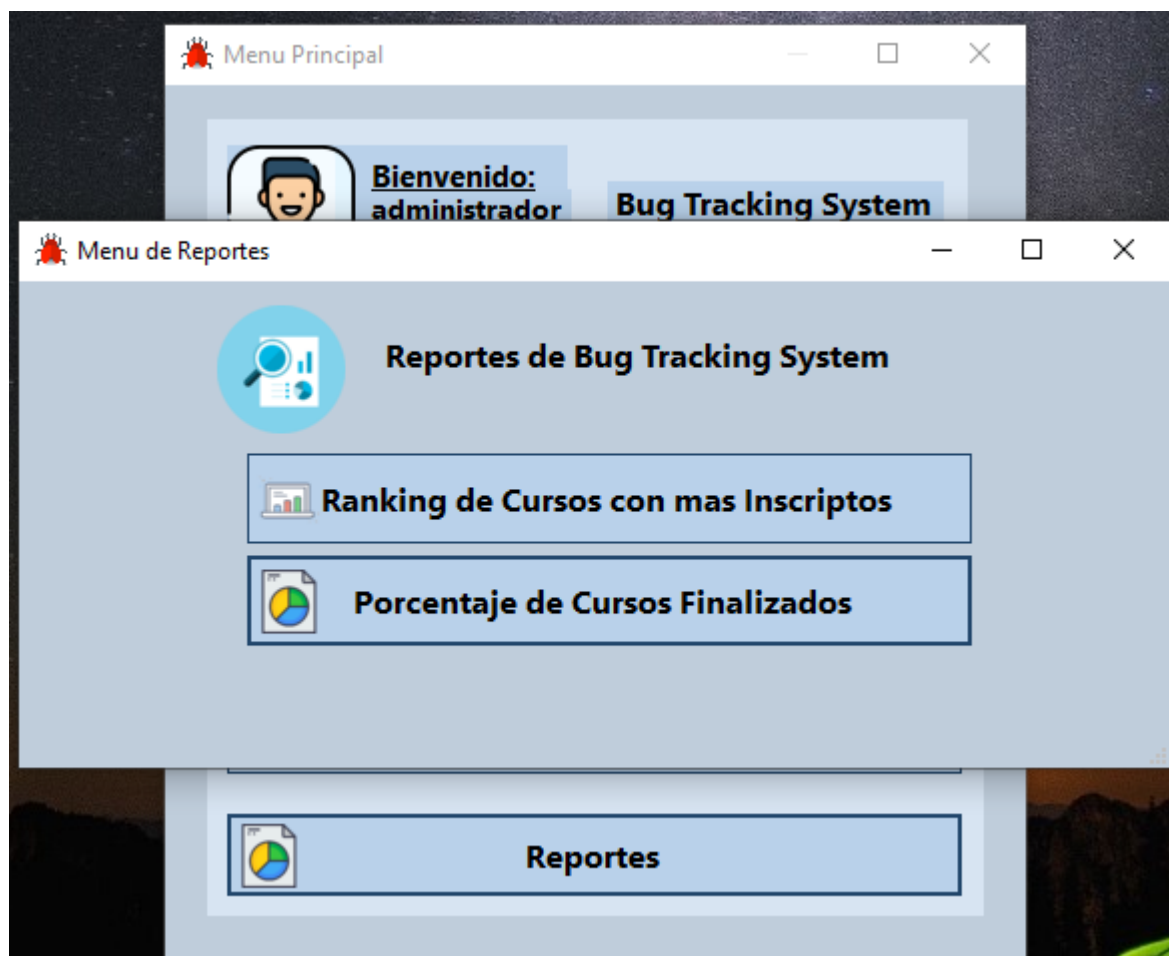 Menu Principal
Bienvenido:
administrador
Bug Tracking System
Menu de Reportes
Reportes de Bug Tracking System
Ranking de Cursos con mas Inscriptos
Porcentaje de Cursos Finalizados
Reportes